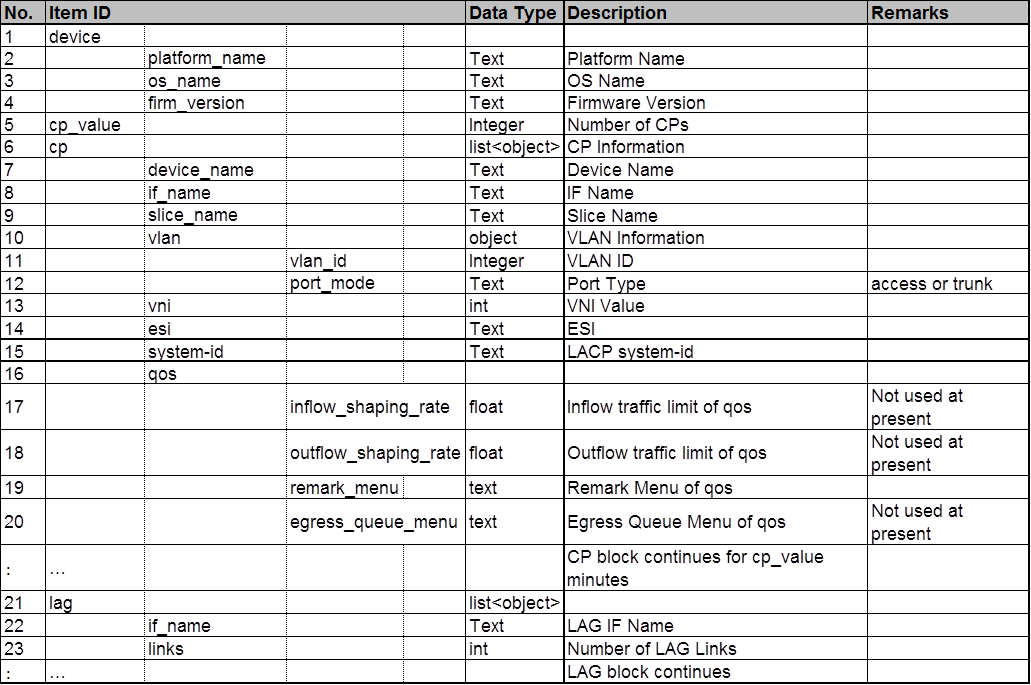 No. Item ID Data Type Description Remarks
1 device
2 platform_name Text Platform Name
3 os_name Text OS Name
4 firm_version Text Firmware Version
5 cp_value Integer Number of CPs
6 cp list<object> CP Information
7 device_name Text Device Name
8 if_name Text IF Name
9 slice_name Text Slice Name
10 vlan object VLAN Information
11 vlan_id Integer VLAN ID
12 port_mode Text Port Type access or trunk
13 vni int VNI Value
14 esi Text ESI
15 system-id Text LACP system-id
16 qos
17 inflow_shaping_rate float Inflow traffic limit of qos Not used at
present
18 outflow_shaping_rate float Outflow traffic limit of qos Not used at
present
19 remark_menu text Remark Menu of qos
20 egress_queue_menu text Egress Queue Menu of qos Not used at
present
: … CP block continues for cp_value
minutes
21 lag list<object>
22 if_name Text LAG IF Name
23 links int Number of LAG Links
: … LAG block continues